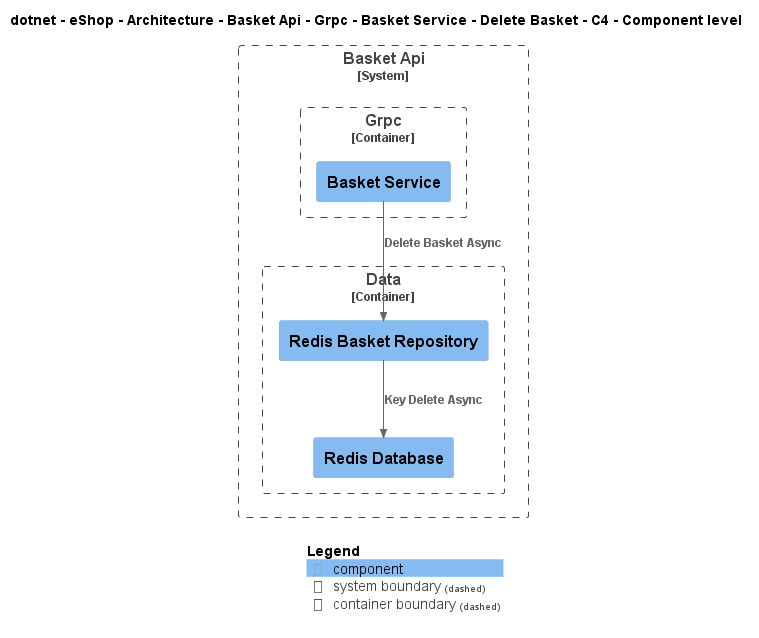 dotnet - eShop - Architecture - Basket Api - Grpc - Basket Service - Delete Basket - C4 - Component level
Basket Api
[System]
Grpc
[Container]
Basket Service
Delete Basket Async
Data
[Container]
Redis Basket Repository
Key Delete Async
Redis Database
Legend
component
system boundary (dashed)
container boundary (dashed)